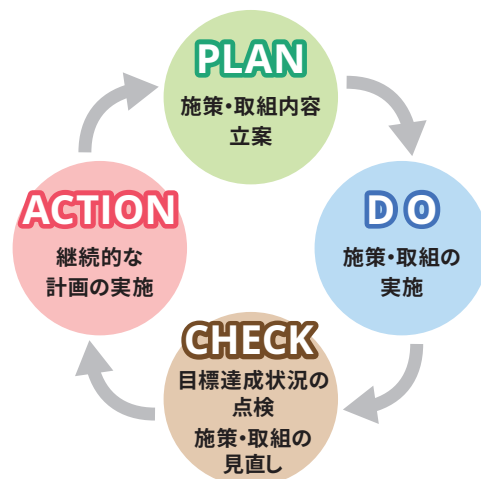 PLAN
施策・取組内容
立案
DO
施策・取組の
実施
CHECK
目標達成状況の
点検
施策・取組の
見直し
ACTION
継続的な
計画の実施